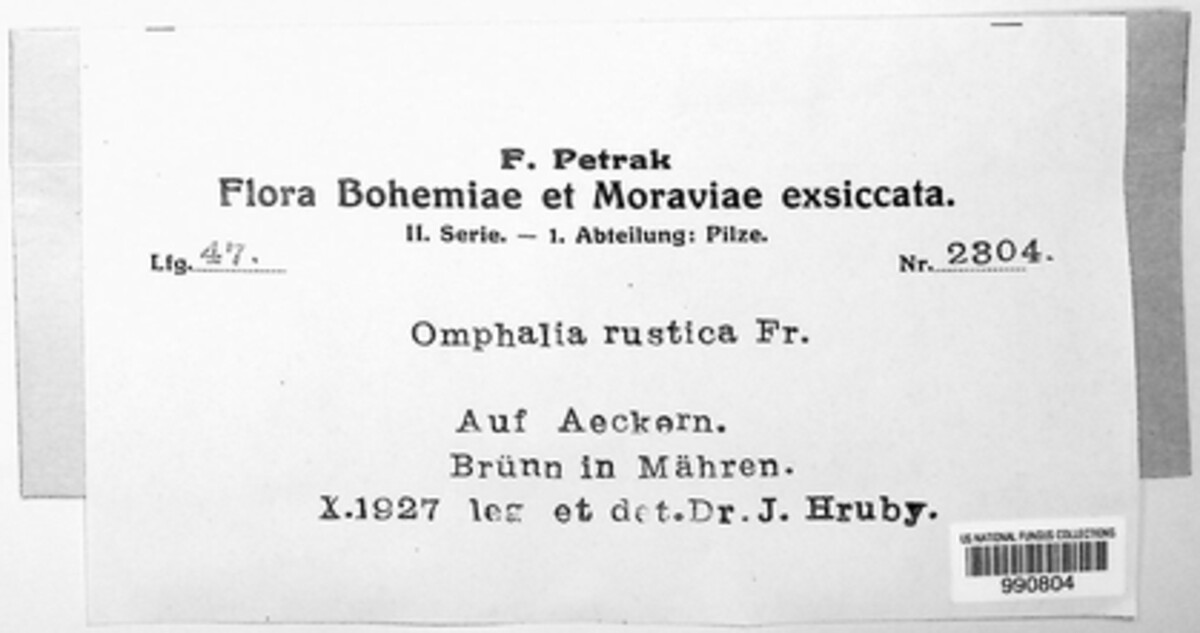 F. Petrak
Flora Bohemiae et Moraviae exsiccata.
II. Serie. — 1. Abteilung: Pilze.
Lfg. 47. Nr. 2304.
Omphalia rustica Fr.
Auf Aeckern.
Brünn in Mähren.
X.1927 leg et det. Dr. J. Hruby.
US NATIONAL FUNGUS COLLECTIONS
990804